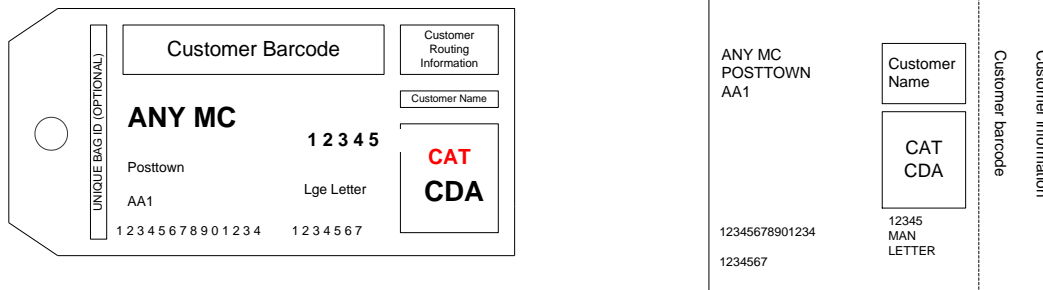 UNIQUE BAG ID (OPTIONAL)
Customer Barcode
Customer
Routing
Information
Customer Name
ANY MC
1 2 3 4 5
CAT
CDA
Posttown
Lge Letter
AA1
1 2 3 4 5 6 7 8 9 0 1 2 3 4
1 2 3 4 5 6 7
ANY MC
POSTTOWN
AA1
Customer
Name
CAT
CDA
12345
MAN
LETTER
12345678901234
1234567
Customer barcode
Customer information